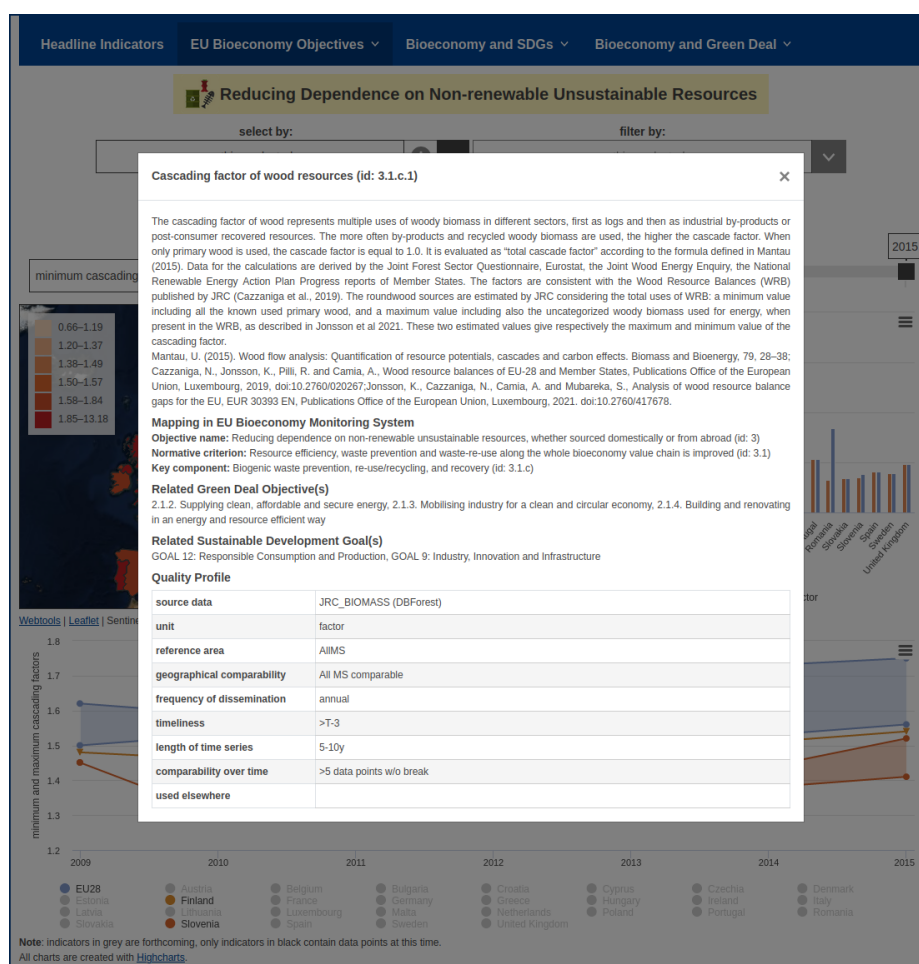 Headline Indicators EU Bioeconomy Objectives Bioeconomy and SDGs Bioeconomy and Green Deal
Reducing Dependence on Non-renewable Unsustainable Resources
select by: filter by:
Cascading factor of wood resources (id: 3.1.c.1) ×
The cascading factor of wood represents multiple uses of woody biomass in different sectors, first as logs and then as industrial by-products or
post-consumer recovered resources. The more often by-products and recycled woody biomass are used, the higher the cascade factor. When
only primary wood is used, the cascade factor is equal to 1.0. It is evaluated as “total cascade factor” according to the formula defined in Mantau
(2015). Data for the calculations are derived by the Joint Forest Sector Questionnaire, Eurostat, the Joint Wood Energy Enquiry, the National
Renewable Energy Action Plan Progress reports of Member States. The factors are consistent with the Wood Resource Balances (WRB)
published by JRC (Cazzaniga et al., 2019). The roundwood sources are estimated by JRC considering the total uses of WRB: a minimum value
including all the known used primary wood, and a maximum value including also the uncategorized woody biomass used for energy, when
present in the WRB, as described in Jonsson et al 2021. These two estimated values give respectively the maximum and minimum value of the
cascading factor.
Mantau, U. (2015). Wood flow analysis: Quantification of resource potentials, cascades and carbon effects. Biomass and Bioenergy, 79, 28–38;
Cazzaniga, N., Jonsson, K., Pilli, R. and Camia, A., Wood resource balances of EU-28 and Member States, Publications Office of the European
Union, Luxembourg, 2019, doi:10.2760/020267;Jonsson, K., Cazzaniga, N., Camia, A. and Mubareka, S., Analysis of wood resource balance
gaps for the EU, EUR 30393 EN, Publications Office of the European Union, Luxembourg, 2021. doi:10.2760/417678.
Mapping in EU Bioeconomy Monitoring System
Objective name: Reducing dependence on non-renewable unsustainable resources, whether sourced domestically or from abroad (id: 3)
Normative criterion: Resource efficiency, waste prevention and waste-re-use along the whole bioeconomy value chain is improved (id: 3.1)
Key component: Biogenic waste prevention, re-use/recycling, and recovery (id: 3.1.c)
Related Green Deal Objective(s)
2.1.2. Supplying clean, affordable and secure energy, 2.1.3. Mobilising industry for a clean and circular economy, 2.1.4. Building and renovating
in an energy and resource efficient way
Related Sustainable Development Goal(s)
GOAL 12: Responsible Consumption and Production, GOAL 9: Industry, Innovation and Infrastructure
Quality Profile
source data JRC_BIOMASS (DBForest)
unit factor
reference area AllMS
geographical comparability All MS comparable
frequency of dissemination annual
timeliness >T-3
length of time series 5-10y
comparability over time >5 data points w/o break
used elsewhere
2015
minimum cascading
0.66–1.19
1.20–1.37
1.38–1.49
1.50–1.57
1.58–1.84
1.85–13.18
Romania
Slovakia
Slovenia
Spain
Sweden
United Kingdom
Webtools | Leaflet |
minimum and maximum cascading factors
1.8
1.7
1.6
1.5
1.4
1.3
1.2
2009 2010 2011 2012 2013 2014 2015
EU28 Austria Belgium Bulgaria Croatia Cyprus Czechia Denmark
Estonia Finland France Germany Greece Hungary Ireland Italy
Latvia Lithuania Luxembourg Malta Netherlands Poland Portugal Romania
Slovakia Slovenia Spain Sweden United Kingdom
Note: indicators in grey are forthcoming, only indicators in black contain data points at this time.
All charts are created with Highcharts.